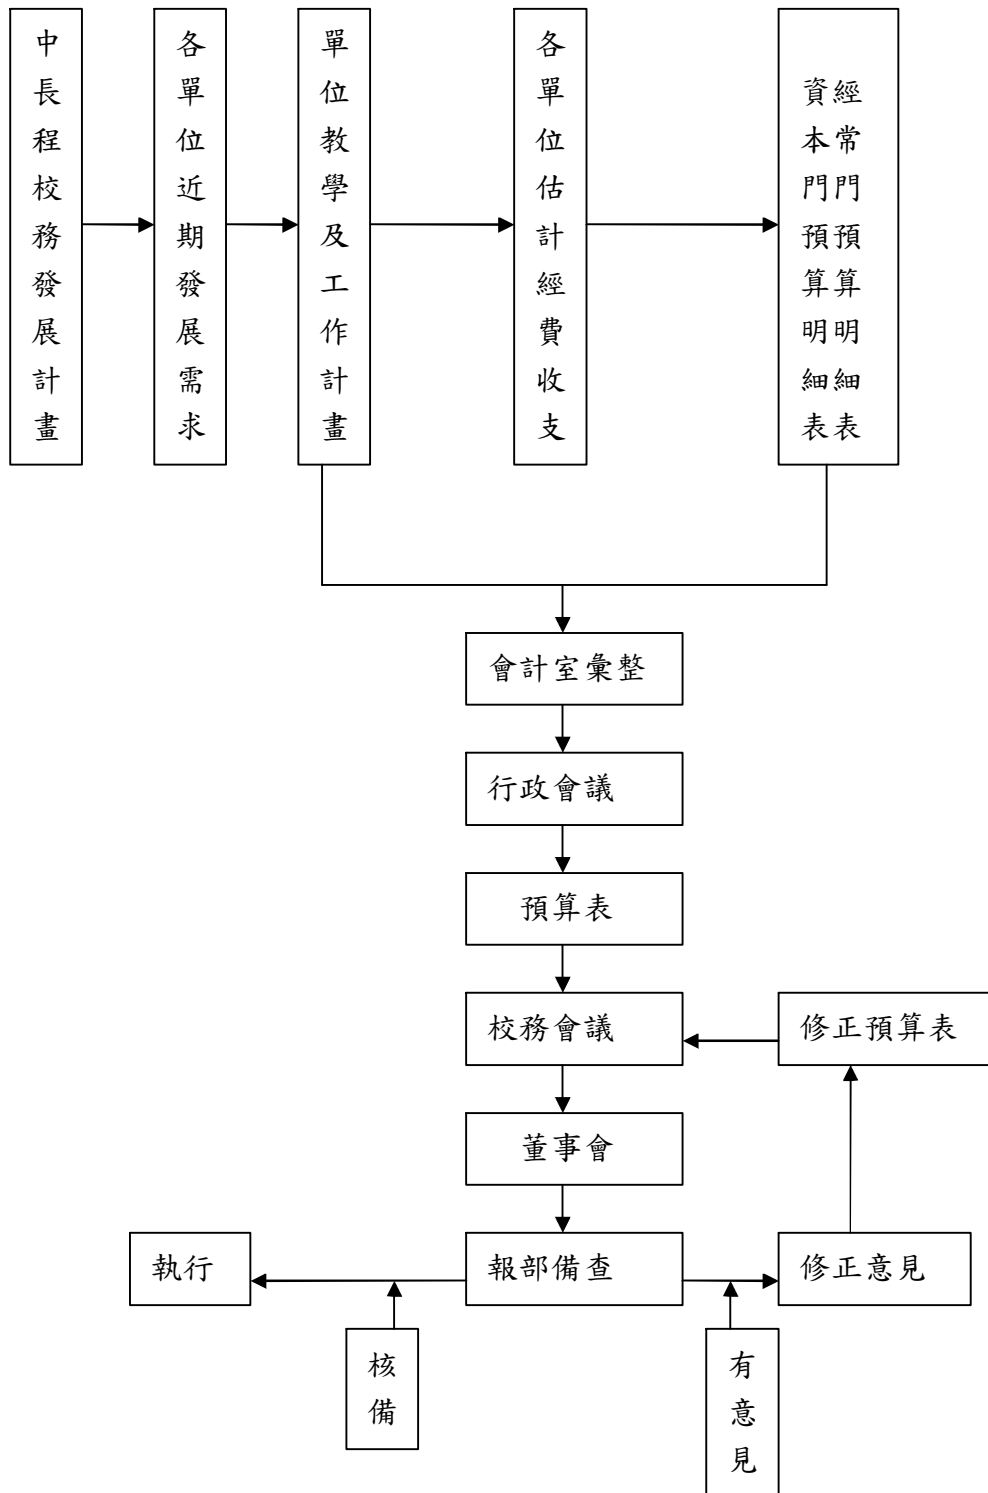 中長程校務發展計畫
各單位近期發展需求
單位教學及工作計畫
各單位估計經費收支
經常門預算明細表
資本門預算明細表
會計室彙整
行政會議
預算表
校務會議
修正預算表
董事會
執行
報部備查
修正意見
核備
有意見